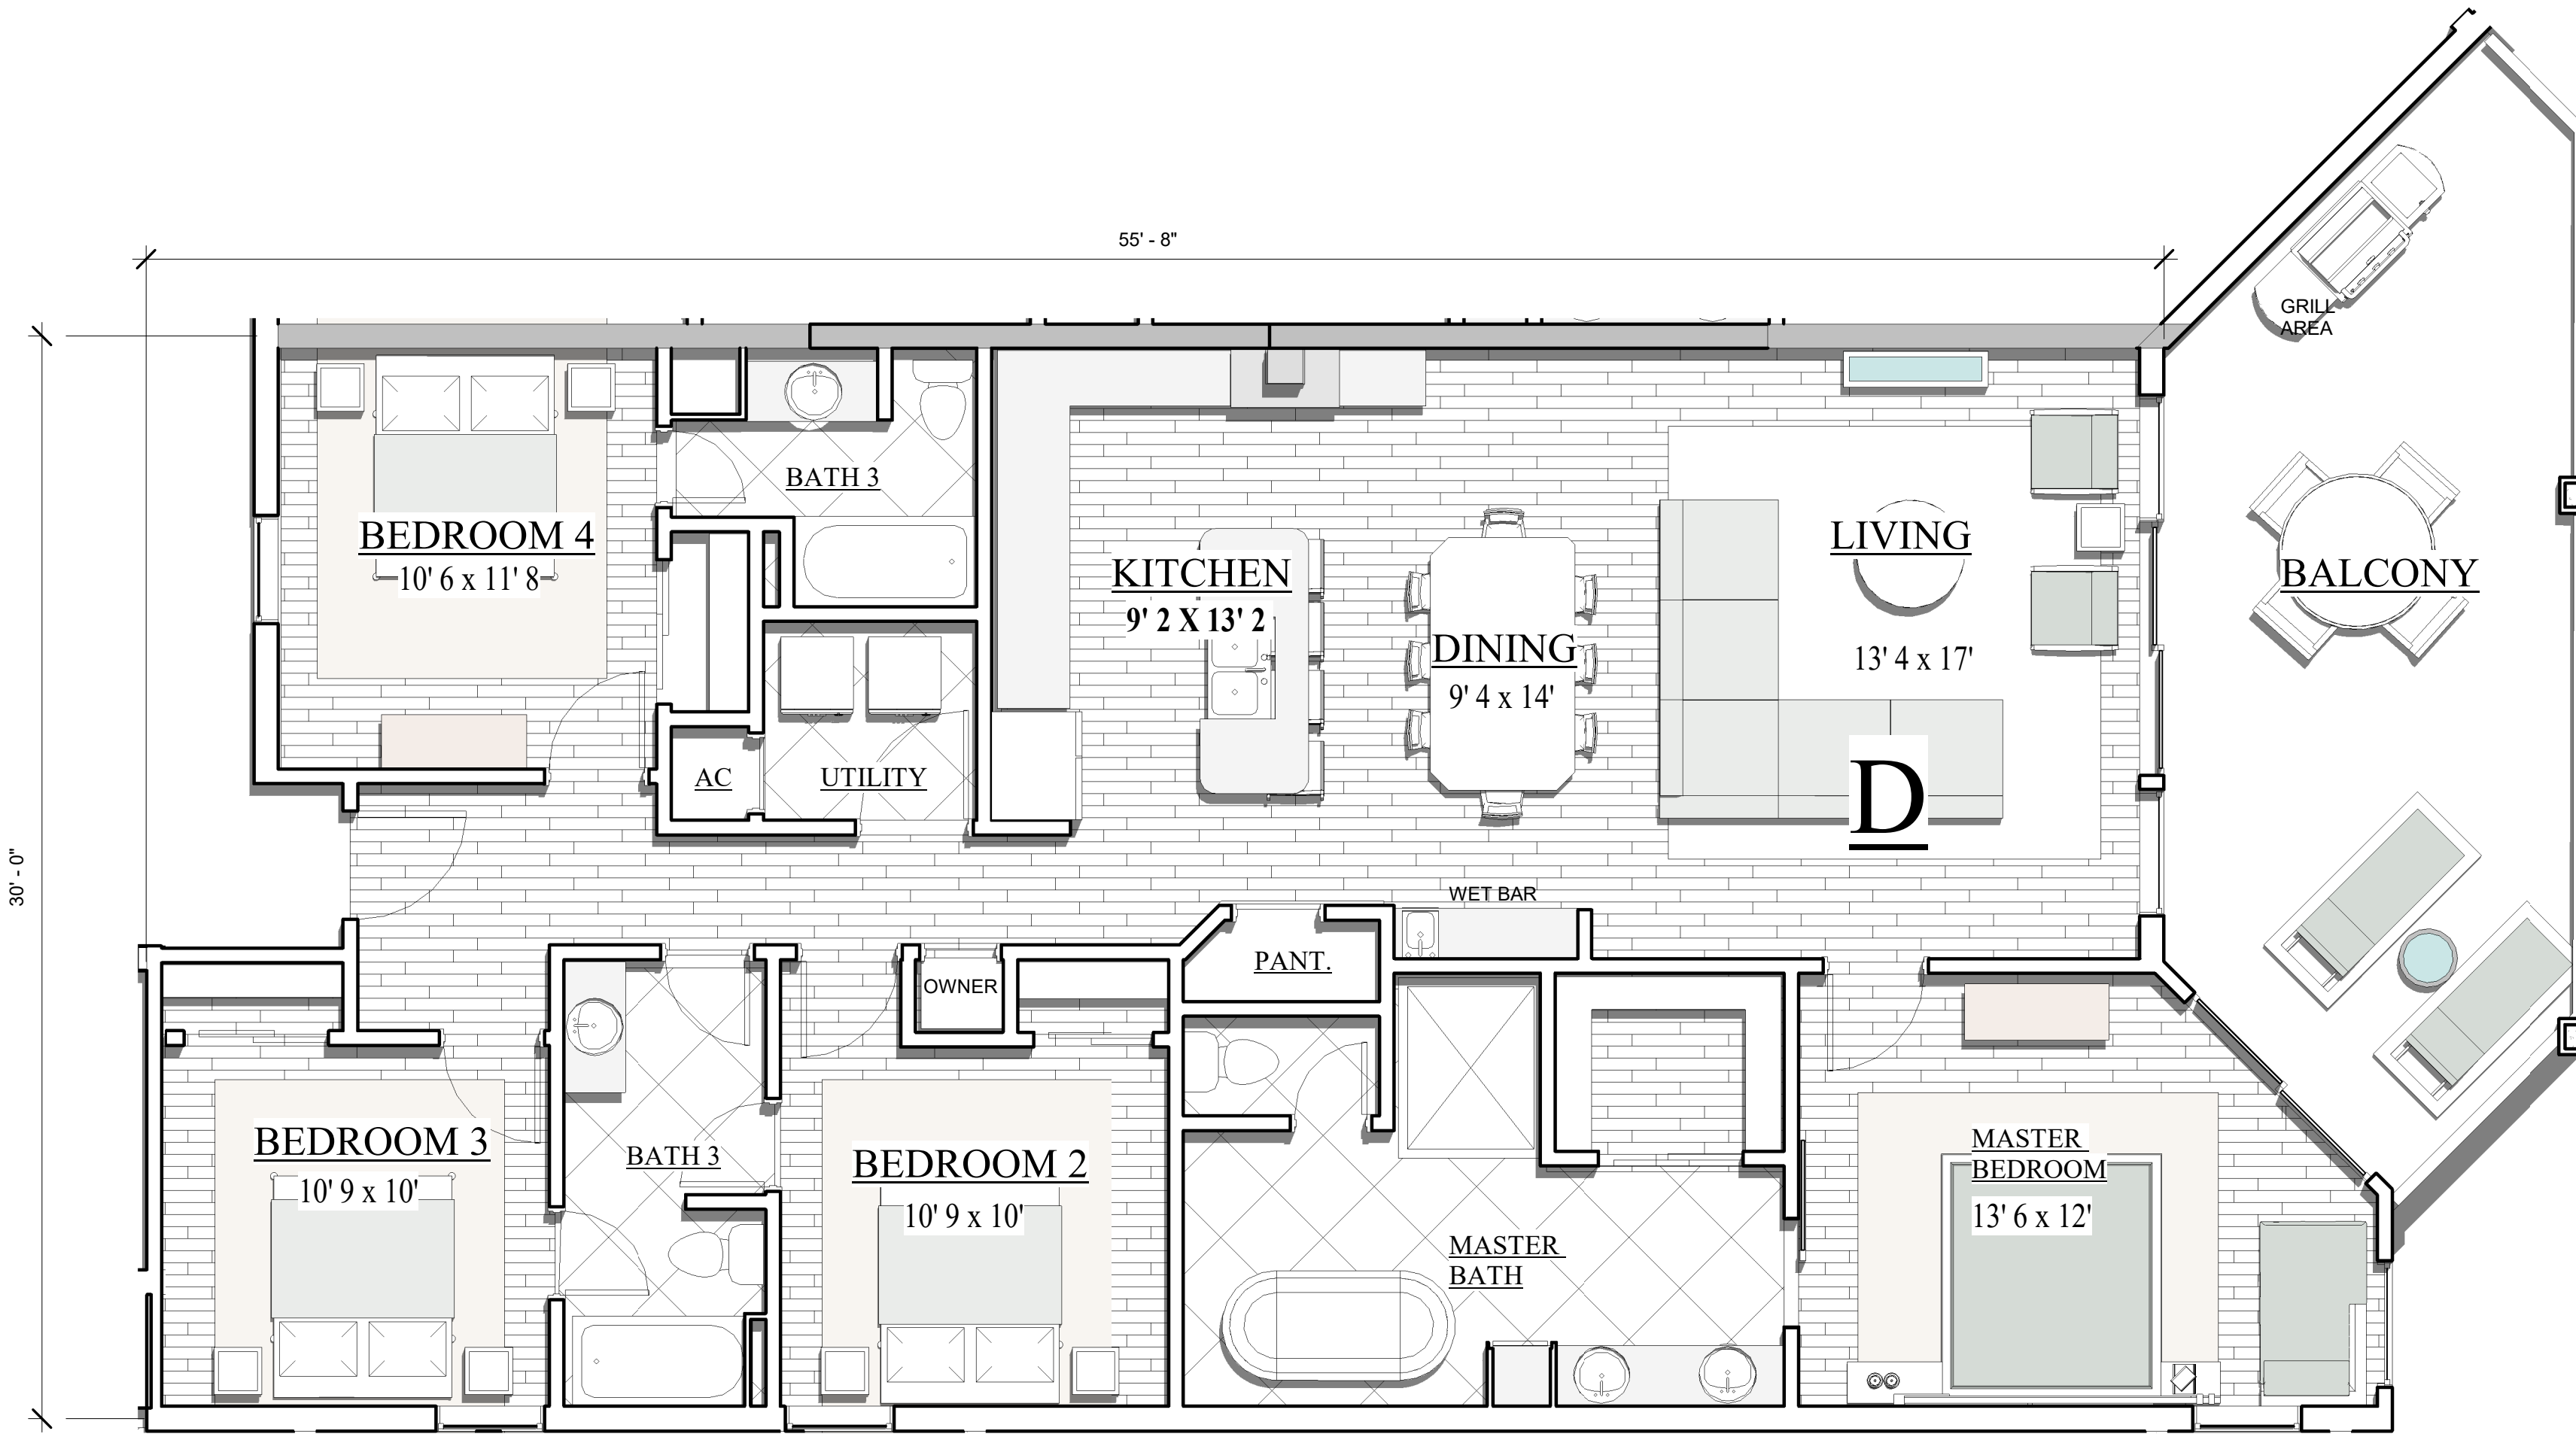 55' - 8"
30' - 0"
GRILL
AREA
BATH 3
BEDROOM 4
10' 6 x 11' 8
KITCHEN
9' 2 X 13' 2
DINING
9' 4 x 14'
LIVING
13' 4 x 17'
BALCONY
AC
UTILITY
D
WET BAR
PANT.
OWNER
BEDROOM 3
10' 9 x 10'
BATH 3
BEDROOM 2
10' 9 x 10'
MASTER
BATH
MASTER
BEDROOM
13' 6 x 12'